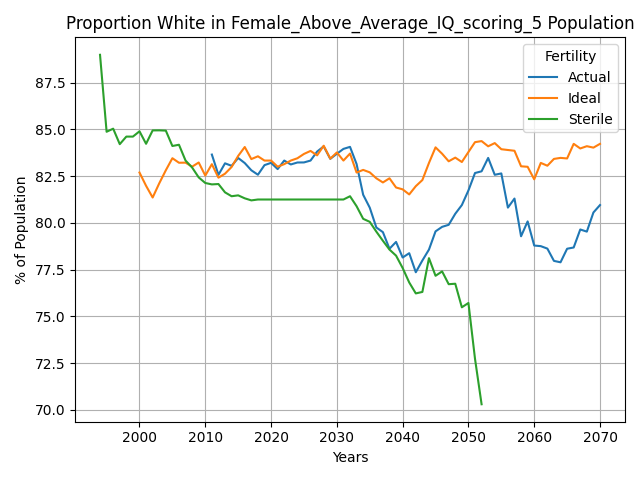 Proportion White in Female_Above_Average_IQ_scoring_5 Population
Fertility
Actual
Ideal
Sterile
% of Population
87.5
85.0
82.5
80.0
77.5
75.0
72.5
70.0
2000 2010 2020 2030 2040 2050 2060 2070
Years